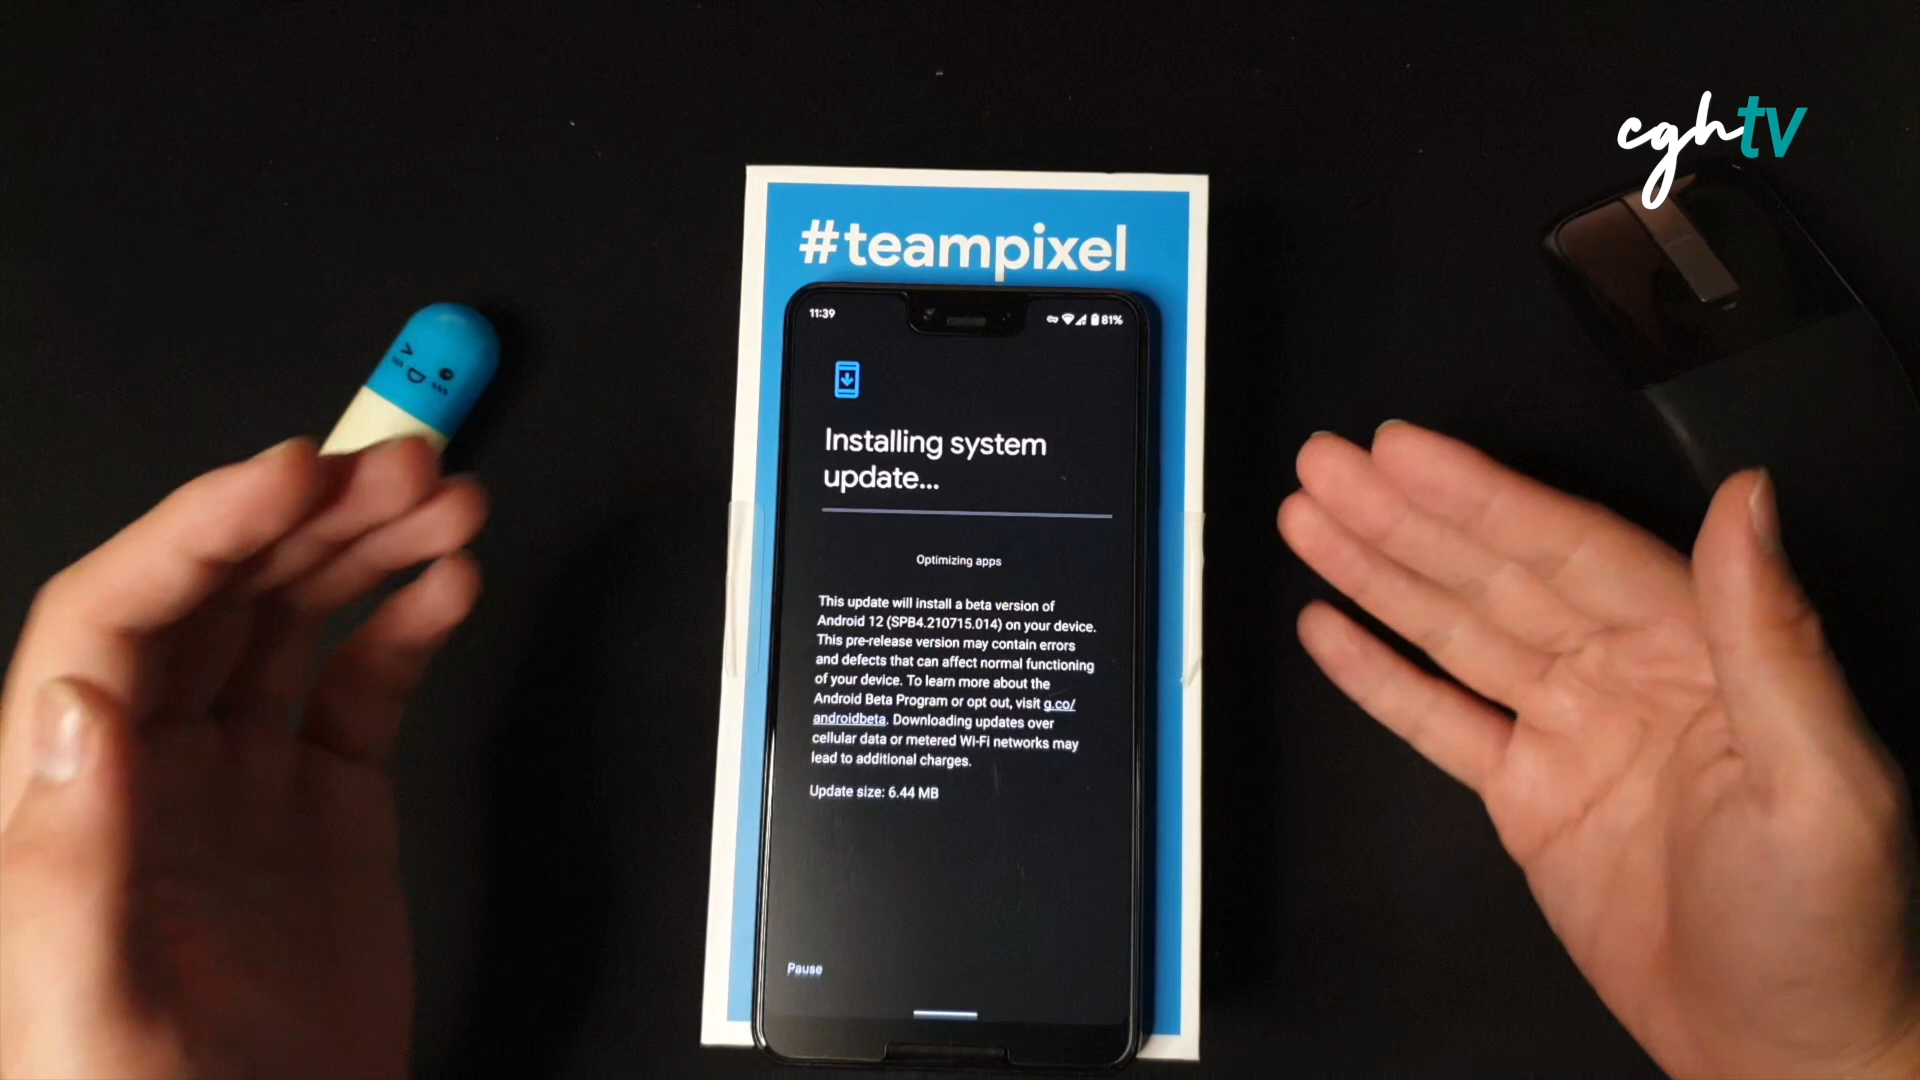 cghtv
#teampixel
11:39
81%
Installing system
update...
Optimizing apps
This update will install a beta version of
Android 12 (SPB4.210715.014) on your device.
This pre-release version may contain errors
and defects that can affect normal functioning
of your device. To learn more about the
Android Beta Program or opt out, visit g.co/
androidbeta. Downloading updates over
cellular data or metered Wi-Fi networks may
lead to additional charges.
Update size: 6.44 MB
Pause